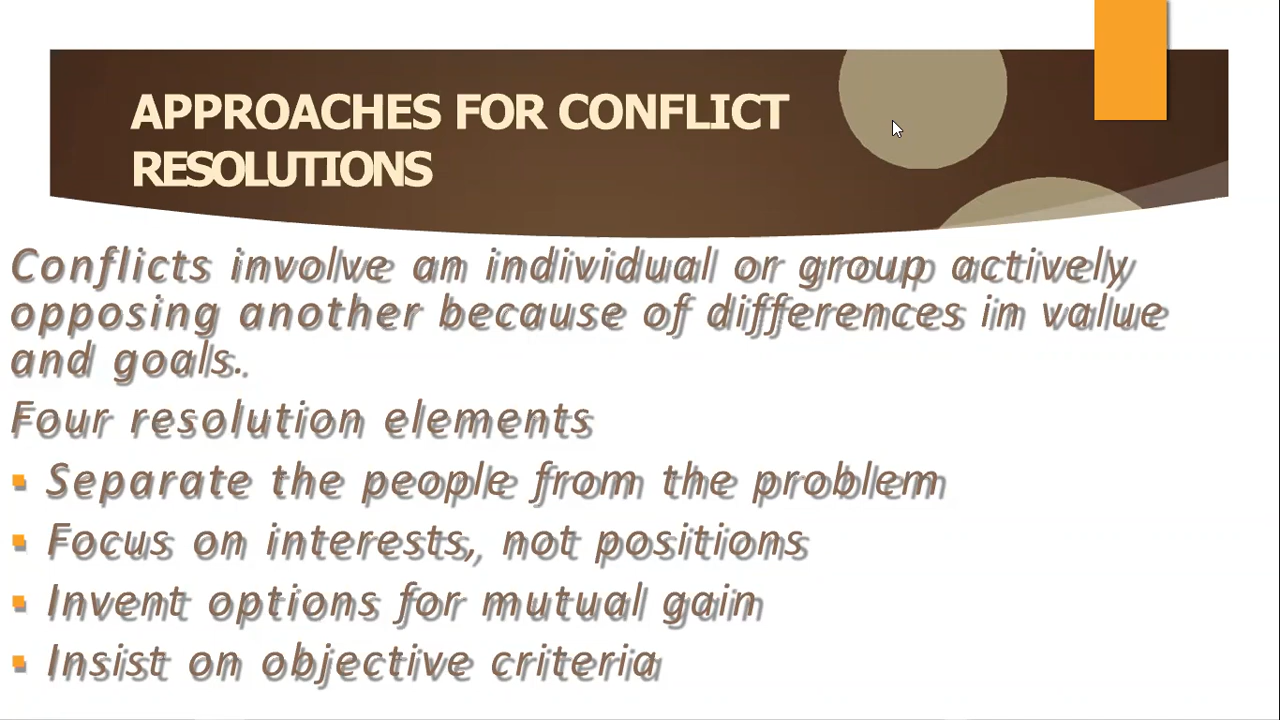 APPROACHES FOR CONFLICT
RESOLUTIONS
Conflicts involve an individual or group actively
opposing another because of differences in value
and goals.
Four resolution elements
▪ Separate the people from the problem
▪ Focus on interests, not positions
▪ Invent options for mutual gain
▪ Insist on objective criteria